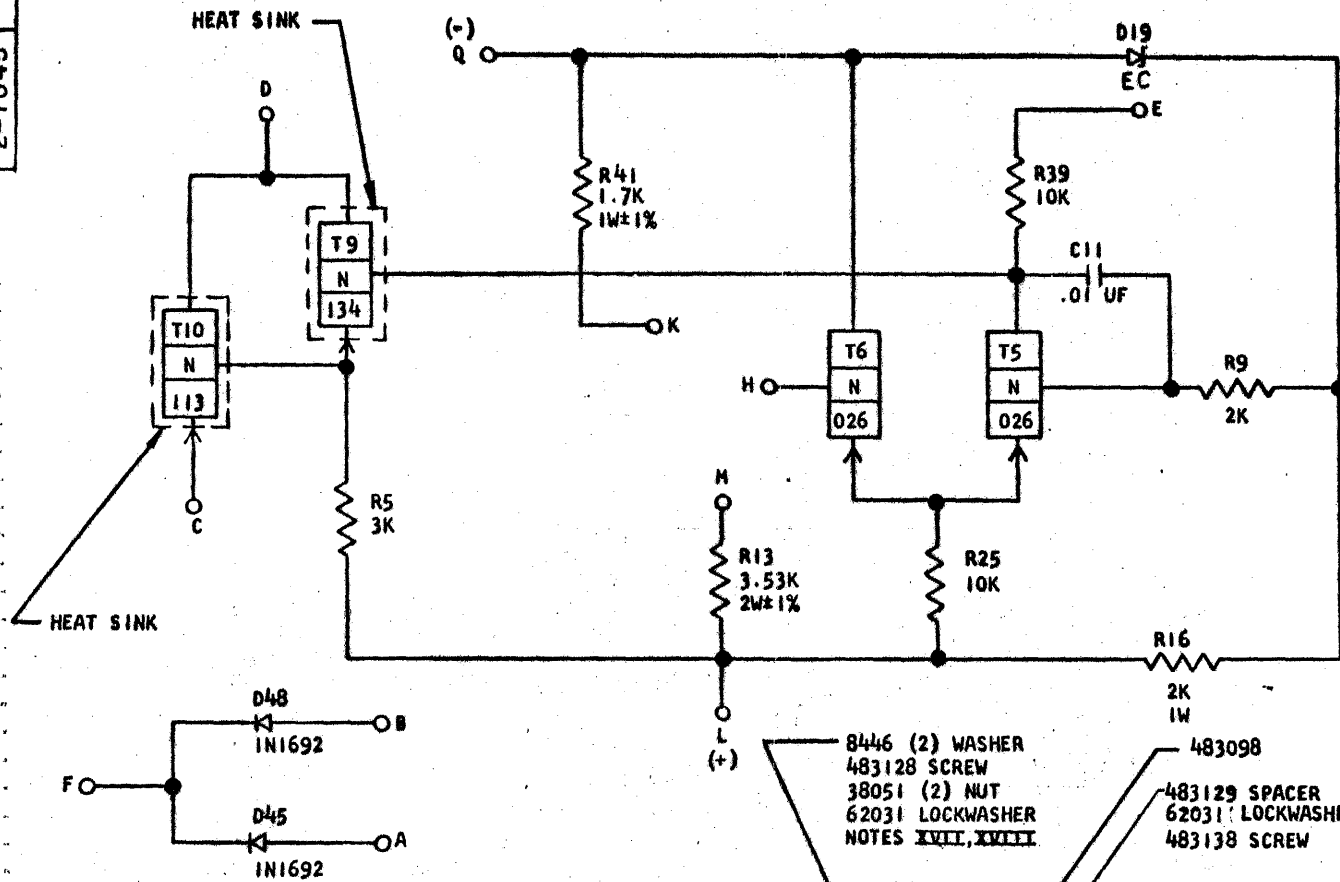 HEAT SINK
(-)
Q
D19
EC
E
D
R41
1.7K
1W±1%
R39
10K
C11
.01 UF
T9
N
134
K
T10
N
113
T6
N
026
T5
N
026
H
R9
2K
C
R5
3K
M
R13
3.53K
2W±1%
R25
10K
HEAT SINK
R16
2K
1W
L
(+)
D48
1N1692
B
F
D45
1N1692
A
8446 (2) WASHER
483128 SCREW
38051 (2) NUT
62031 LOCKWASHER
NOTES XVII, XVIII
483098
483129 SPACER
62031 LOCKWASH
483138 SCREW